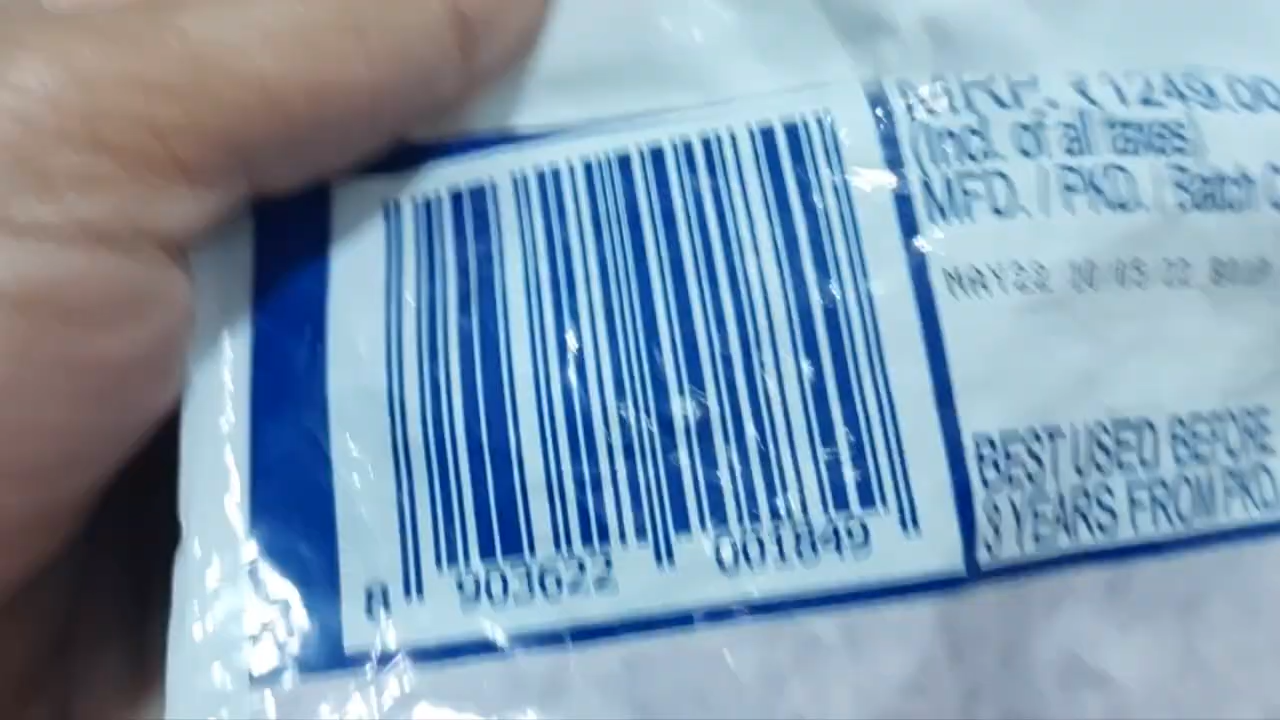 8 903622 001849
M.R.P. ₹1249.00
(Incl. of all taxes)
MFD. / PKD. / Batch
MAY22
BEST USED BEFORE
3 YEARS FROM PKD